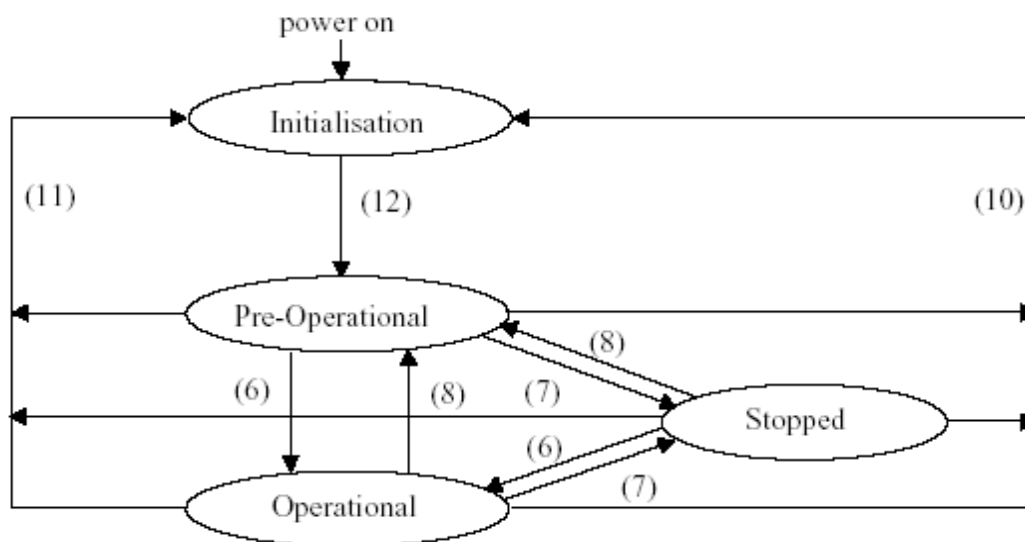 power on
Initialisation
(11)
(12)
(10)
Pre-Operational
(8)
(6)
(8)
(7)
Stopped
(6)
(7)
Operational